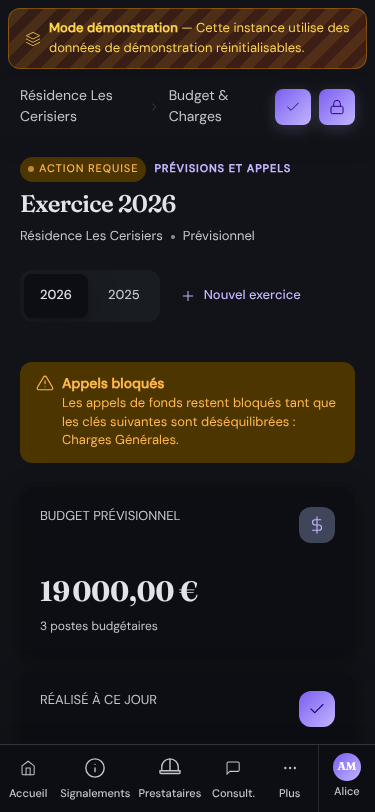 Mode démonstration — Cette instance utilise des
données de démonstration réinitialisables.
Résidence Les
Cerisiers
Budget &
Charges
ACTION REQUISE
PRÉVISIONS ET APPELS
Exercice 2026
Résidence Les Cerisiers • Prévisionnel
2026
2025
+ Nouvel exercice
Appels bloqués
Les appels de fonds restent bloqués tant que
les clés suivantes sont déséquilibrées :
Charges Générales.
BUDGET PRÉVISIONNEL
19 000,00 €
3 postes budgétaires
RÉALISÉ À CE JOUR
Accueil
Signalements
Prestataires
Consult.
Plus
AM
Alice